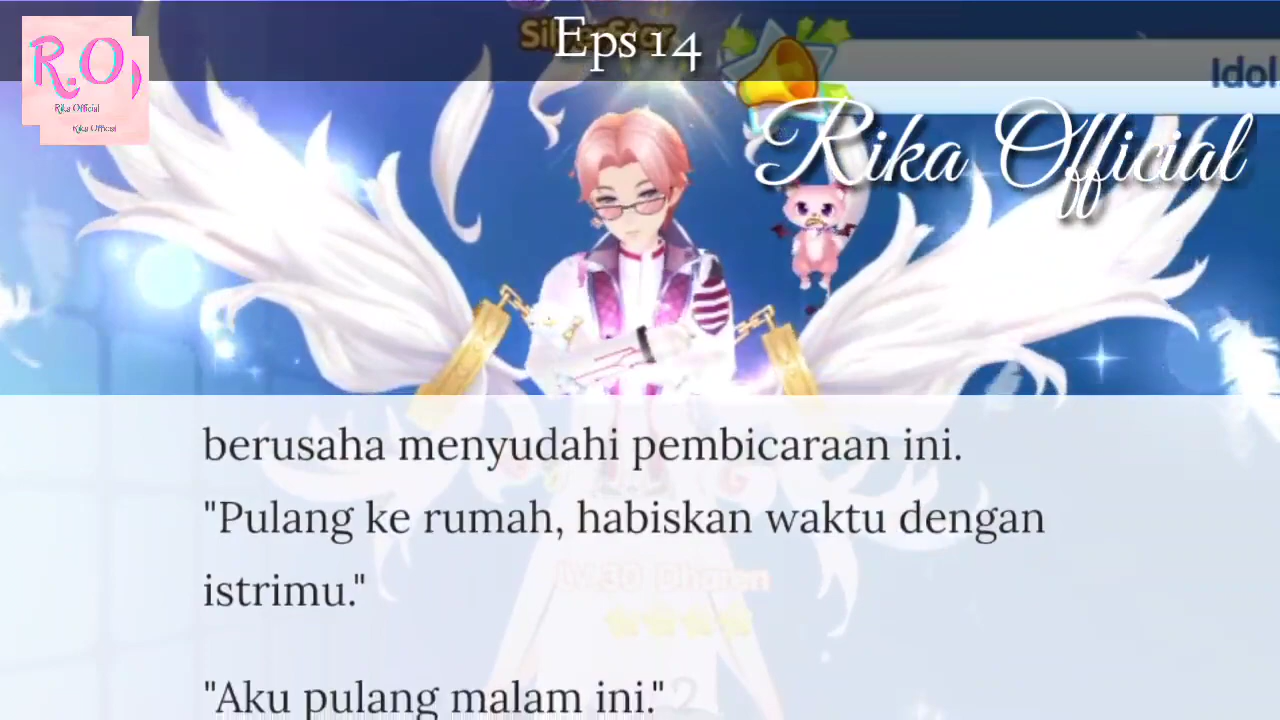 SilverStar
Eps 14
Idol
R.O
Rika Official
Rika Official
Rika Official
berusaha menyudahi pembicaraan ini.
"Pulang ke rumah, habiskan waktu dengan
istrimu."
"Aku pulang malam ini."